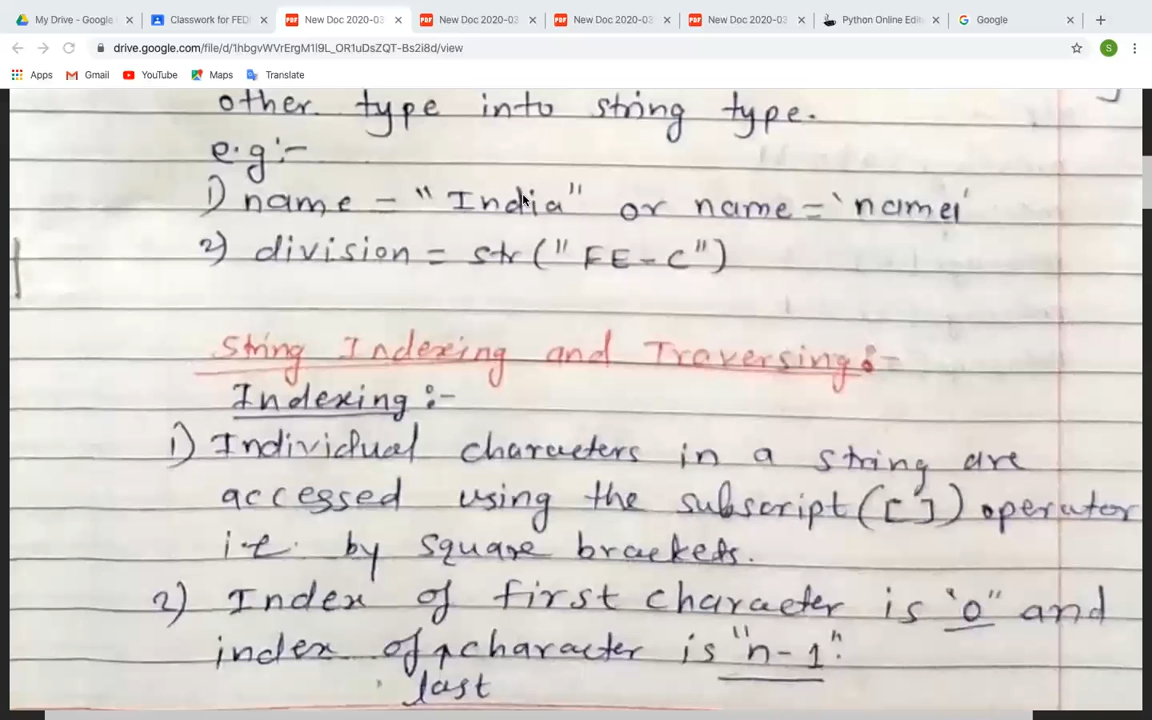 My Drive - Google
Classwork for FED
New Doc 2020-03
New Doc 2020-03
New Doc 2020-03
New Doc 2020-03
Python Online Edit
Google
drive.google.com/file/d/1hbgvWVrErgM1I9L_OR1uDsZQT-Bs2i8d/view
S
Apps Gmail YouTube Maps Translate
other type into string type.
e.g:-
1) name = "India" or name = 'name'
2) division = str("FE-C")
String Indexing and Traversing:-
Indexing:-
1) Individual characters in a string are
accessed using the subscript([]) operator
i.e. by square brackets.
2) Index of first character is "0" and
index of character is "n-1".
last